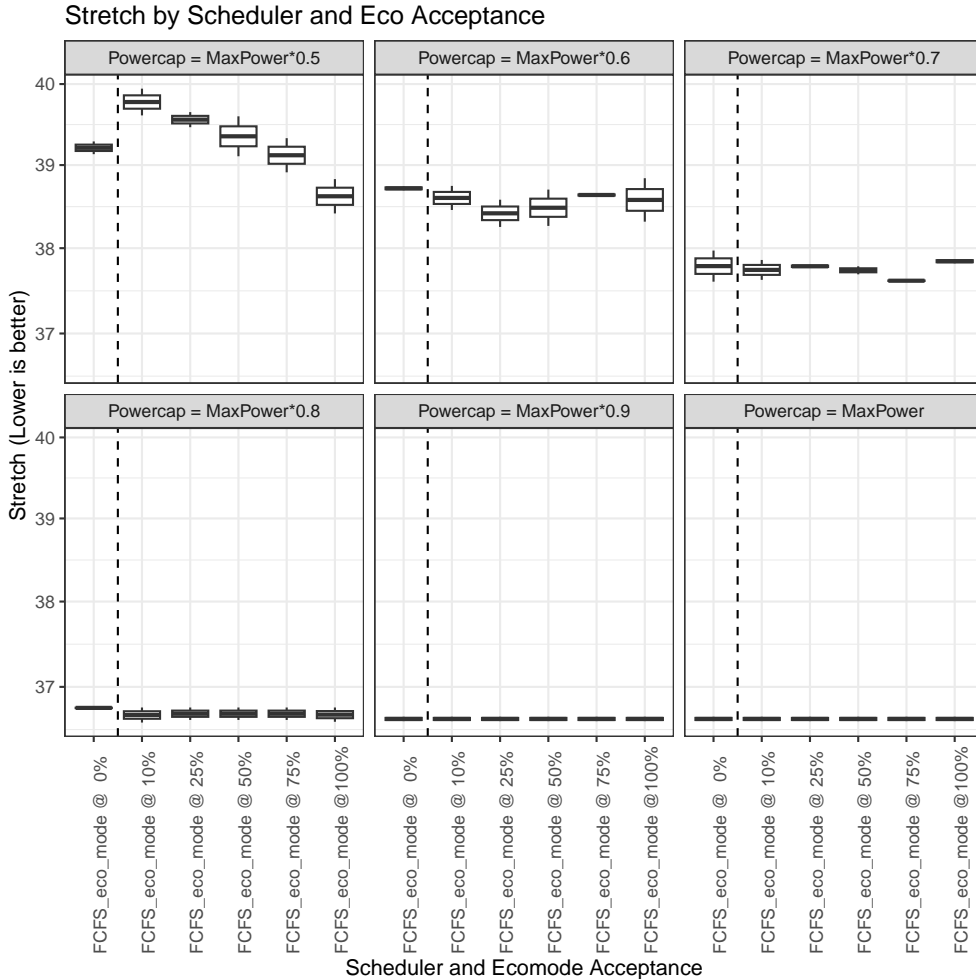 Stretch by Scheduler and Eco Acceptance
Powercap = MaxPower*0.5
Powercap = MaxPower*0.6
Powercap = MaxPower*0.7
40
39
38
37
Powercap = MaxPower*0.8
Powercap = MaxPower*0.9
Powercap = MaxPower
40
39
38
37
Stretch (Lower is better)
FCFS_eco_mode @ 0%
FCFS_eco_mode @ 10%
FCFS_eco_mode @ 25%
FCFS_eco_mode @ 50%
FCFS_eco_mode @ 75%
FCFS_eco_mode @100%
FCFS_eco_mode @ 0%
FCFS_eco_mode @ 10%
FCFS_eco_mode @ 25%
FCFS_eco_mode @ 50%
FCFS_eco_mode @ 75%
FCFS_eco_mode @100%
FCFS_eco_mode @ 0%
FCFS_eco_mode @ 10%
FCFS_eco_mode @ 25%
FCFS_eco_mode @ 50%
FCFS_eco_mode @ 75%
FCFS_eco_mode @100%
Scheduler and Ecomode Acceptance